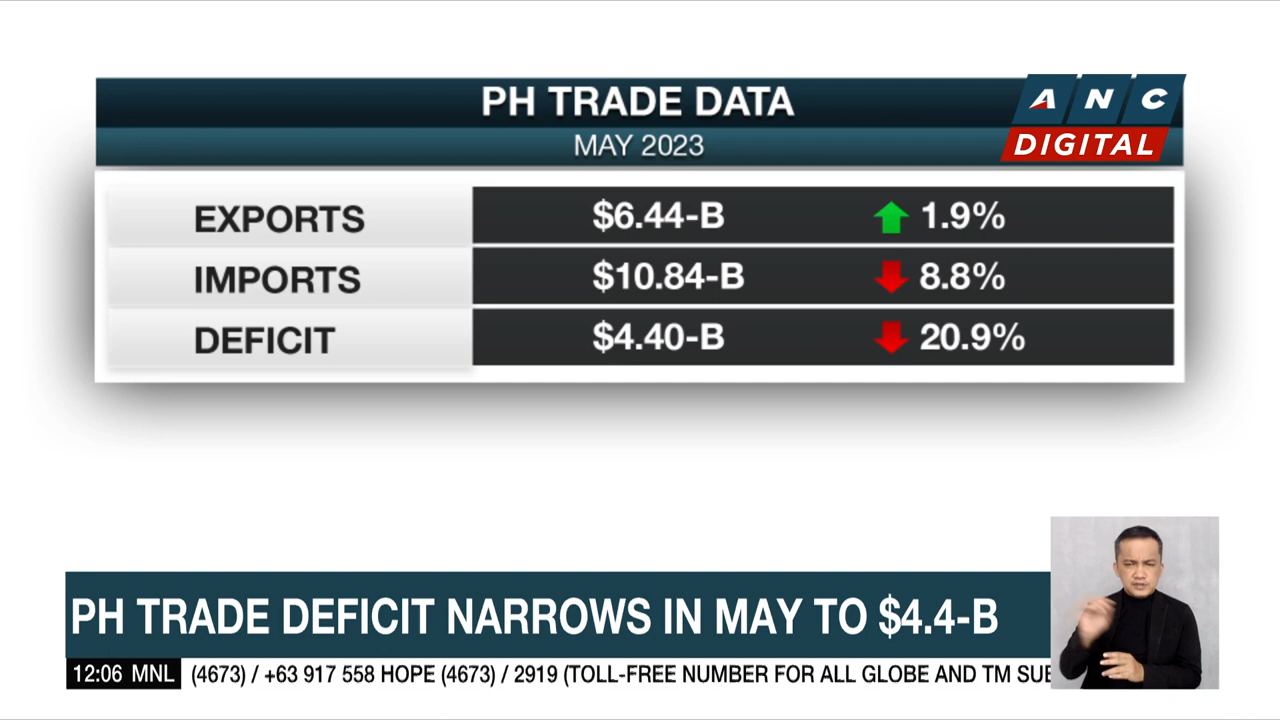 PH TRADE DATA
MAY 2023
ANC
DIGITAL
EXPORTS $6.44-B 1.9%
IMPORTS $10.84-B 8.8%
DEFICIT $4.40-B 20.9%
PH TRADE DEFICIT NARROWS IN MAY TO $4.4-B
12:06 MNL (4673) / +63 917 558 HOPE (4673) / 2919 (TOLL-FREE NUMBER FOR ALL GLOBE AND TM SUB